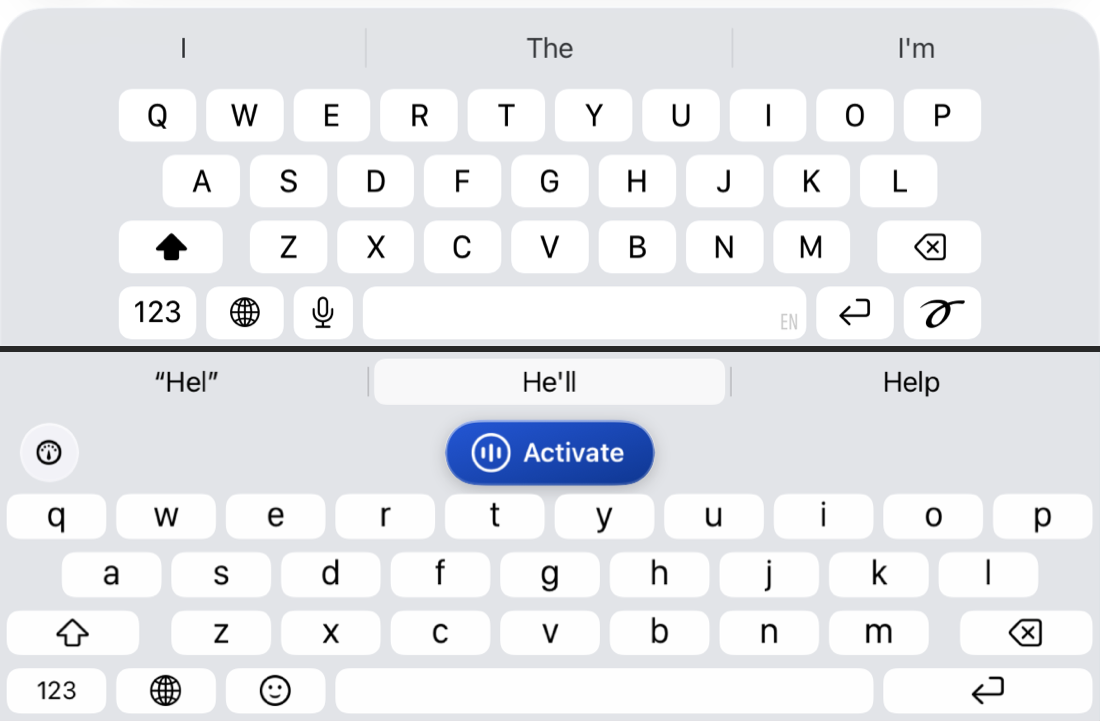 I The I'm
Q W E R T Y U I O P
A S D F G H J K L
Z X C V B N M
123 EN
“Hel” He'll Help
Activate
q w e r t y u i o p
a s d f g h j k l
z x c v b n m
123